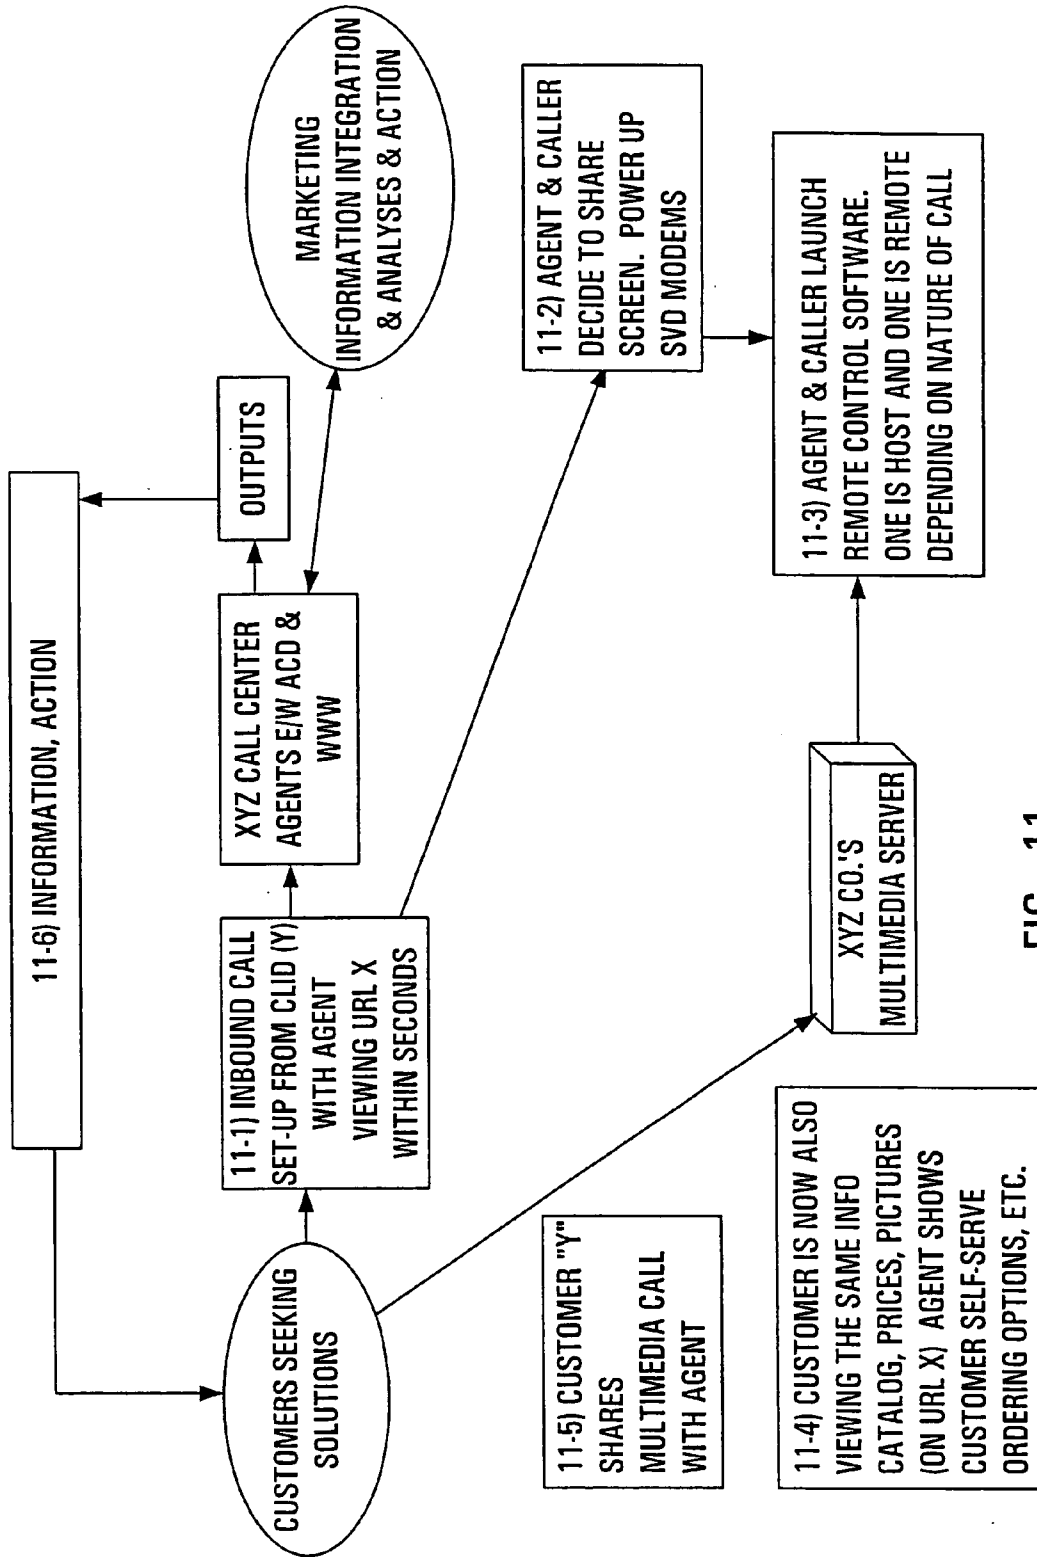 11-6) INFORMATION, ACTION
CUSTOMERS SEEKING
SOLUTIONS
11-1) INBOUND CALL
SET-UP FROM CLID (Y)
WITH AGENT
VIEWING URL X
WITHIN SECONDS
XYZ CALL CENTER
AGENTS E/W ACD &
WWW
OUTPUTS
MARKETING
INFORMATION INTEGRATION
& ANALYSES & ACTION
11-2) AGENT & CALLER
DECIDE TO SHARE
SCREEN. POWER UP
SVD MODEMS
11-5) CUSTOMER "Y"
SHARES
MULTIMEDIA CALL
WITH AGENT
11-4) CUSTOMER IS NOW ALSO
VIEWING THE SAME INFO
CATALOG, PRICES, PICTURES
(ON URL X) AGENT SHOWS
CUSTOMER SELF-SERVE
ORDERING OPTIONS, ETC.
XYZ CO.'S
MULTIMEDIA SERVER
11-3) AGENT & CALLER LAUNCH
REMOTE CONTROL SOFTWARE.
ONE IS HOST AND ONE IS REMOTE
DEPENDING ON NATURE OF CALL
FIG. 11